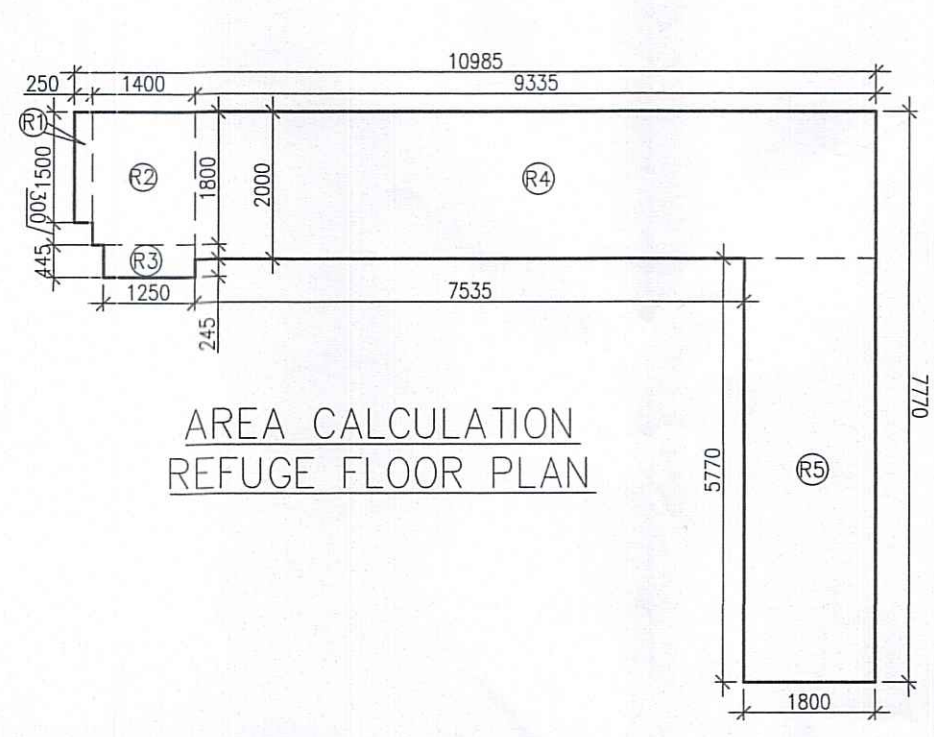 10985
250 1400 9335
R1
R2
R3
R4
R5
1500
300
445
1800
2000
1250
7535
245
5770
7770
1800
AREA CALCULATION
REFUGE FLOOR PLAN